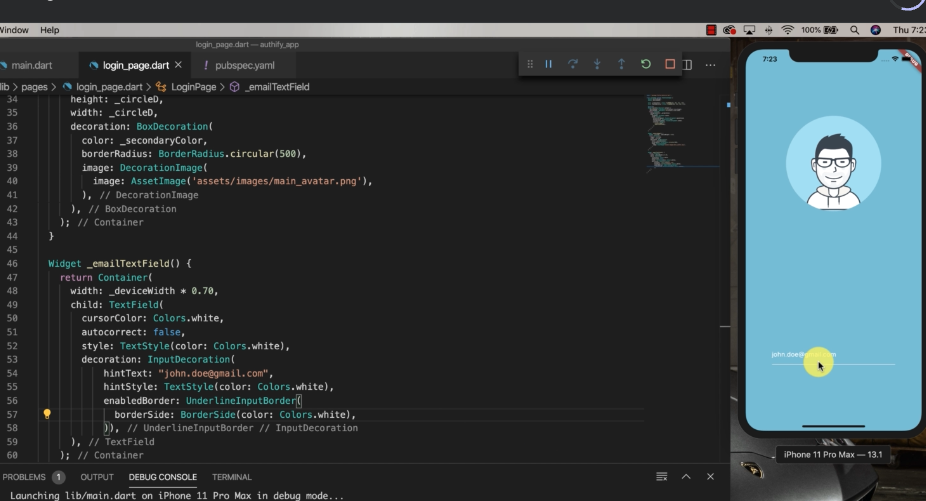 Window Help
100%
Thu 7:23
login_page.dart — authify_app
main.dart
login_page.dart ×
! pubspec.yaml
lib > pages > login_page.dart > LoginPage > _emailTextField
34 height: _circleD,
35 width: _circleD,
36 decoration: BoxDecoration(
37 color: _secondaryColor,
38 borderRadius: BorderRadius.circular(500),
39 image: DecorationImage(
40 image: AssetImage('assets/images/main_avatar.png'),
41 ), // DecorationImage
42 ), // BoxDecoration
43 ); // Container
44 }
45
46 Widget _emailTextField() {
47 return Container(
48 width: _deviceWidth * 0.70,
49 child: TextField(
50 cursorColor: Colors.white,
51 autocorrect: false,
52 style: TextStyle(color: Colors.white),
53 decoration: InputDecoration(
54 hintText: "john.doe@gmail.com",
55 hintStyle: TextStyle(color: Colors.white),
56 enabledBorder: UnderlineInputBorder(
57 borderSide: BorderSide(color: Colors.white),
58 )), // UnderlineInputBorder // InputDecoration
59 ), // TextField
60 ); // Container
PROBLEMS 1 OUTPUT DEBUG CONSOLE TERMINAL
Launching lib/main.dart on iPhone 11 Pro Max in debug mode...
7:23
john.doe@gmail.com
iPhone 11 Pro Max — 13.1